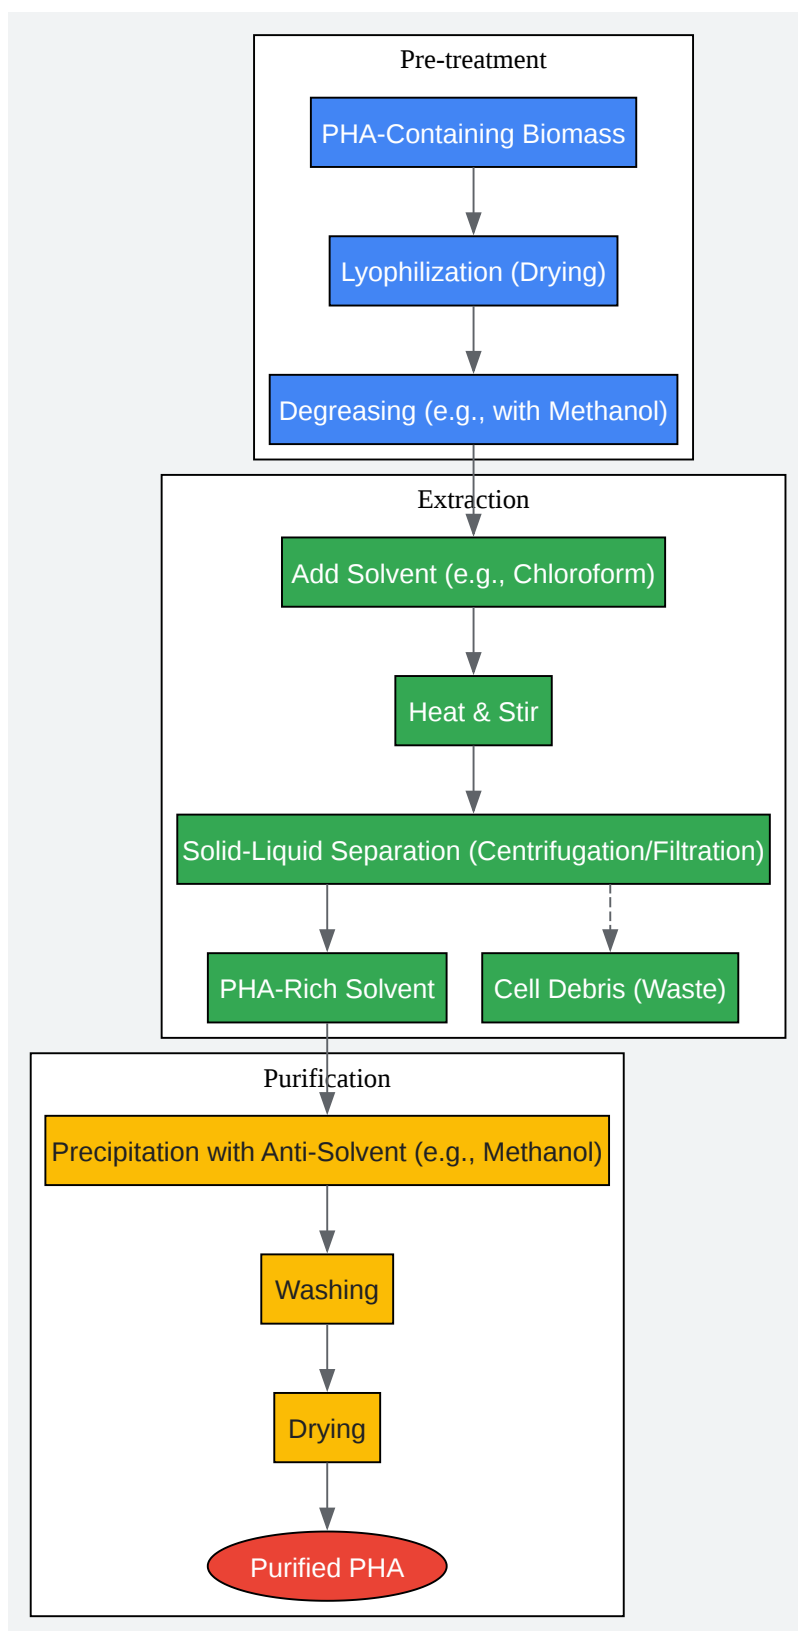 Pre-treatment
PHA-Containing Biomass
Lyophilization (Drying)
Degreasing (e.g., with Methanol)
Extraction
Add Solvent (e.g., Chloroform)
Heat & Stir
Solid-Liquid Separation (Centrifugation/Filtration)
PHA-Rich Solvent
Cell Debris (Waste)
Purification
Precipitation with Anti-Solvent (e.g., Methanol)
Washing
Drying
Purified PHA